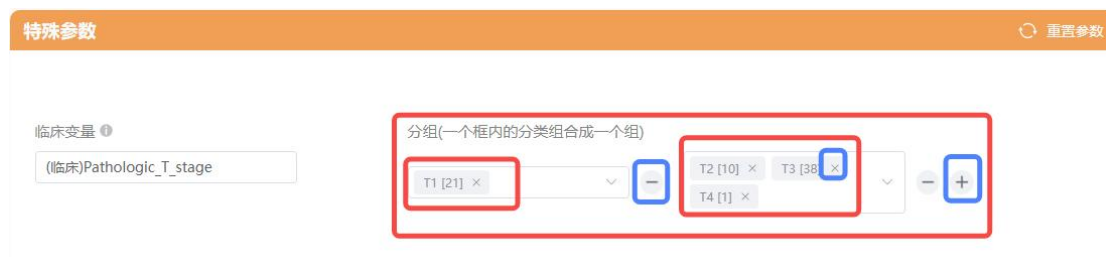 特殊参数
重置参数
临床变量
分组(一个框内的分类组合成一个组)
(临床)Pathologic_T_stage
T1 [21] ×
T2 [10] × T3 [38] ×
T4 [1] ×